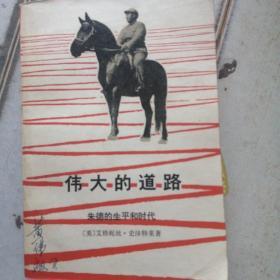 伟大的道路
朱德的生平和时代
〔美〕艾格妮丝·史沫特莱著
黄